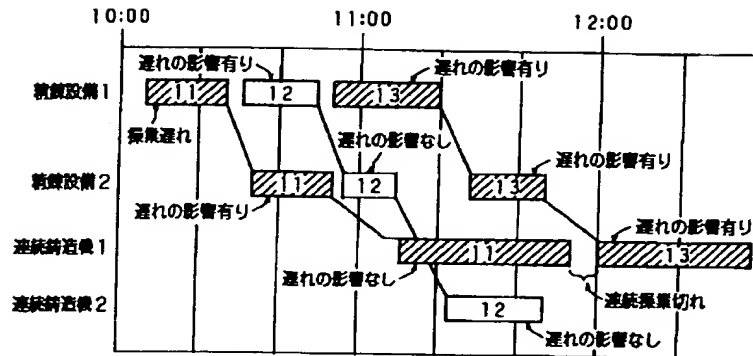 10:00 11:00 12:00
遅れの影響有り 遅れの影響有り
精錬設備1 11 12 13
操業遅れ 遅れの影響なし 遅れの影響有り
精錬設備2 11 12 13
遅れの影響有り 遅れの影響有り
連続鋳造機1 11 13
遅れの影響なし 連続操業切れ
連続鋳造機2 12
遅れの影響なし